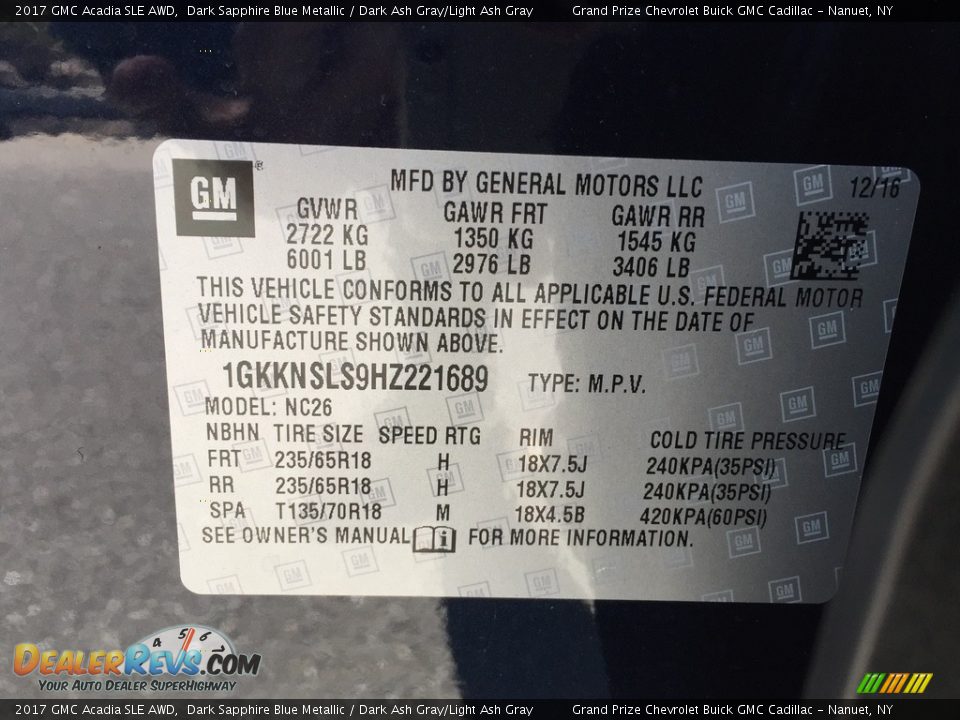 2017 GMC Acadia SLE AWD, Dark Sapphire Blue Metallic / Dark Ash Gray/Light Ash Gray Grand Prize Chevrolet Buick GMC Cadillac - Nanuet, NY
GM ®
MFD BY GENERAL MOTORS LLC 12/16
GVWR GAWR FRT GAWR RR
2722 KG 1350 KG 1545 KG
6001 LB 2976 LB 3406 LB
THIS VEHICLE CONFORMS TO ALL APPLICABLE U.S. FEDERAL MOTOR
VEHICLE SAFETY STANDARDS IN EFFECT ON THE DATE OF
MANUFACTURE SHOWN ABOVE.
1GKKNSLS9HZ221689 TYPE: M.P.V.
MODEL: NC26
NBHN TIRE SIZE SPEED RTG RIM COLD TIRE PRESSURE
FRT 235/65R18 H 18X7.5J 240KPA(35PSI)
RR 235/65R18 H 18X7.5J 240KPA(35PSI)
SPA T135/70R18 M 18X4.5B 420KPA(60PSI)
SEE OWNER'S MANUAL i FOR MORE INFORMATION.
4 5 6
DEALERREVS.COM
YOUR AUTO DEALER SUPERHIGHWAY
2017 GMC Acadia SLE AWD, Dark Sapphire Blue Metallic / Dark Ash Gray/Light Ash Gray Grand Prize Chevrolet Buick GMC Cadillac - Nanuet, NY